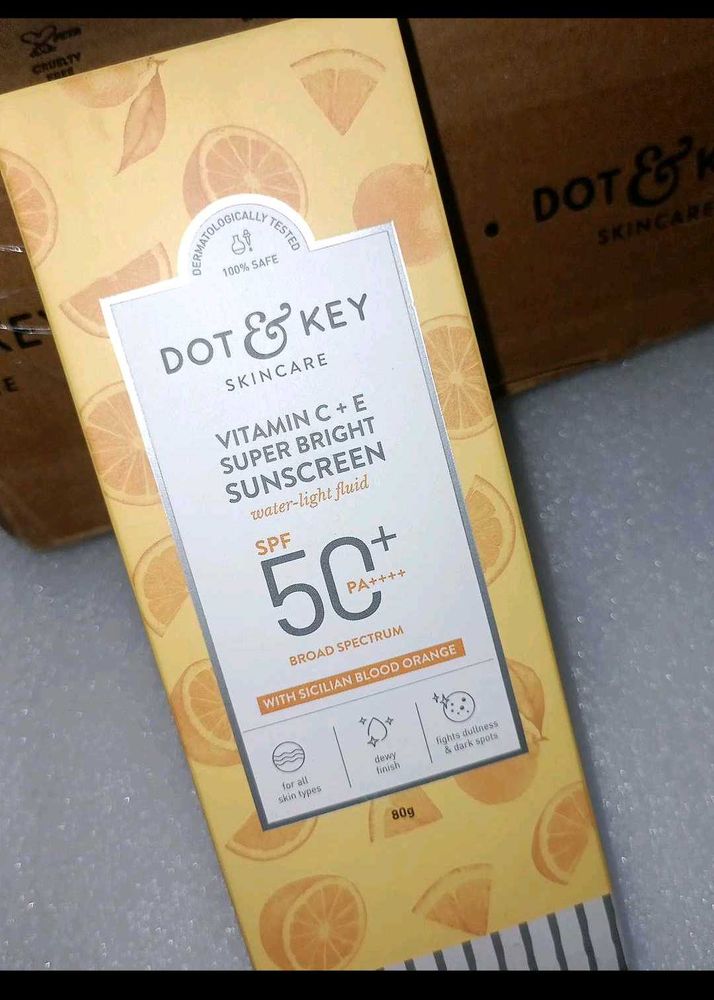 PETA
CRUELTY
FREE
DOT & K
SKINCARE
DERMATOLOGICALLY TESTED
100% SAFE
DOT & KEY
SKINCARE
VITAMIN C + E
SUPER BRIGHT
SUNSCREEN
water-light fluid
SPF
50+
PA++++
BROAD SPECTRUM
WITH SICILIAN BLOOD ORANGE
for all
skin types
dewy
finish
fights dullness
& dark spots
80g